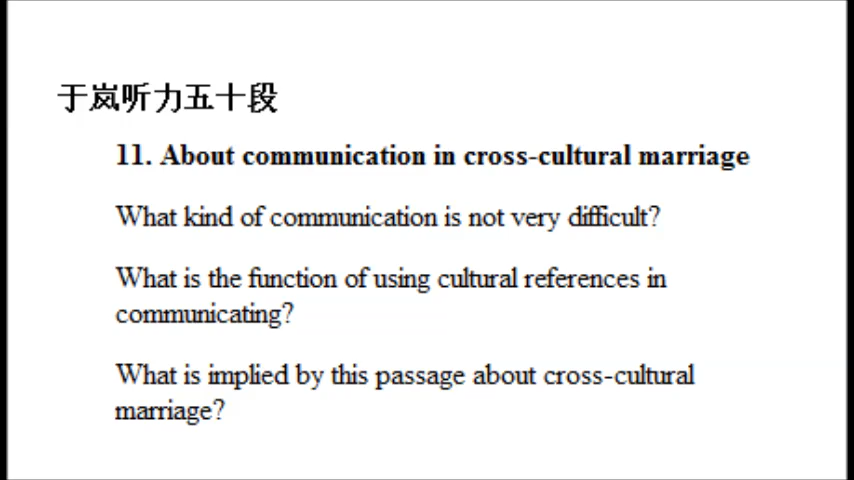 于岚听力五十段
11. About communication in cross-cultural marriage
What kind of communication is not very difficult?
What is the function of using cultural references in
communicating?
What is implied by this passage about cross-cultural
marriage?